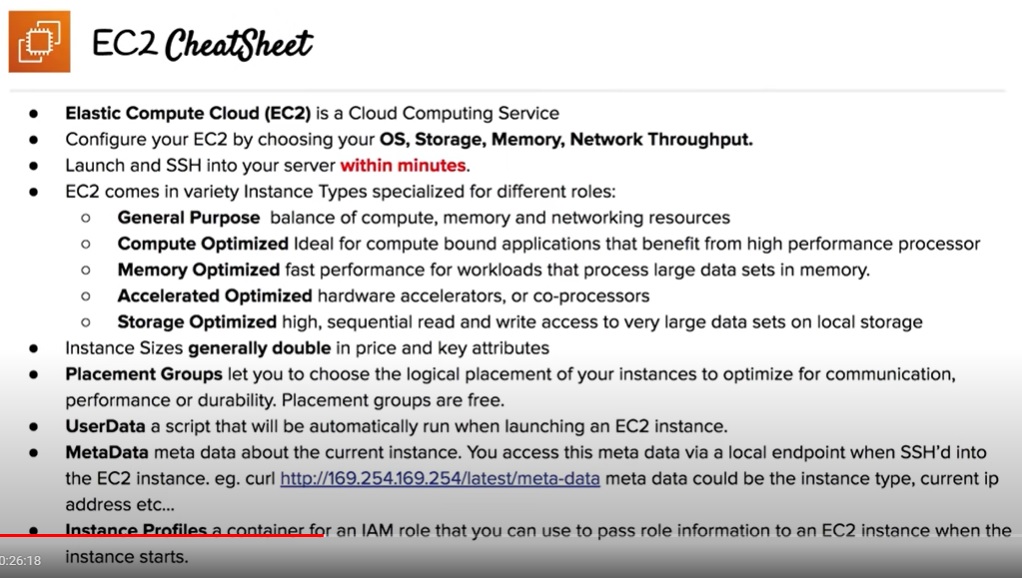 EC2 CheatSheet
● Elastic Compute Cloud (EC2) is a Cloud Computing Service
● Configure your EC2 by choosing your OS, Storage, Memory, Network Throughput.
● Launch and SSH into your server within minutes.
● EC2 comes in variety Instance Types specialized for different roles:
○ General Purpose balance of compute, memory and networking resources
○ Compute Optimized Ideal for compute bound applications that benefit from high performance processor
○ Memory Optimized fast performance for workloads that process large data sets in memory.
○ Accelerated Optimized hardware accelerators, or co-processors
○ Storage Optimized high, sequential read and write access to very large data sets on local storage
● Instance Sizes generally double in price and key attributes
● Placement Groups let you to choose the logical placement of your instances to optimize for communication,
performance or durability. Placement groups are free.
● UserData a script that will be automatically run when launching an EC2 instance.
● MetaData meta data about the current instance. You access this meta data via a local endpoint when SSH'd into
the EC2 instance. eg. curl http://169.254.169.254/latest/meta-data meta data could be the instance type, current ip
address etc...
● Instance Profiles a container for an IAM role that you can use to pass role information to an EC2 instance when the
instance starts.
0:26:18